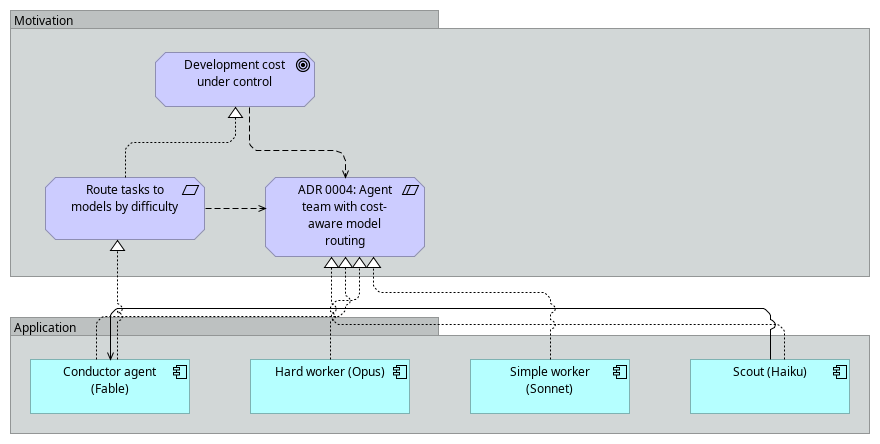 Motivation
Development cost
under control
Route tasks to
models by difficulty
ADR 0004: Agent
team with cost-
aware model
routing
Application
Conductor agent
(Fable)
Hard worker (Opus)
Simple worker
(Sonnet)
Scout (Haiku)